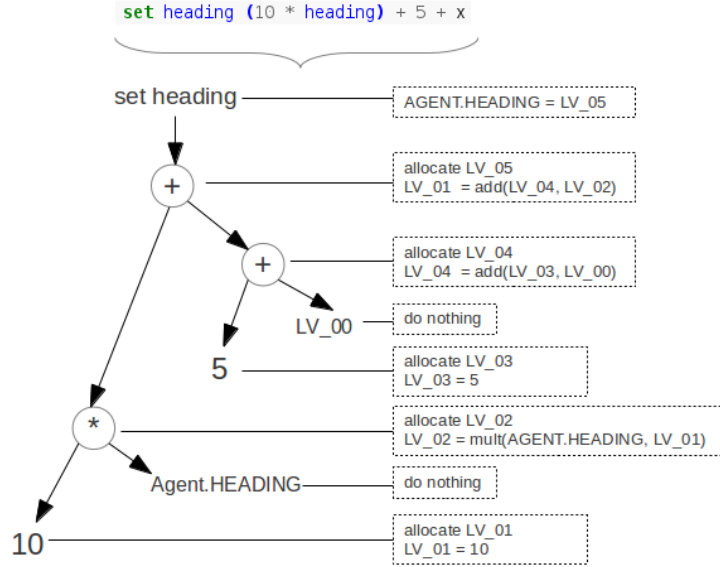 set heading (10 * heading) + 5 + x
set heading
AGENT.HEADING = LV_05
+
allocate LV_05
LV_01 = add(LV_04, LV_02)
+
allocate LV_04
LV_04 = add(LV_03, LV_00)
LV_00
do nothing
5
allocate LV_03
LV_03 = 5
*
allocate LV_02
LV_02 = mult(AGENT.HEADING, LV_01)
Agent.HEADING
do nothing
10
allocate LV_01
LV_01 = 10